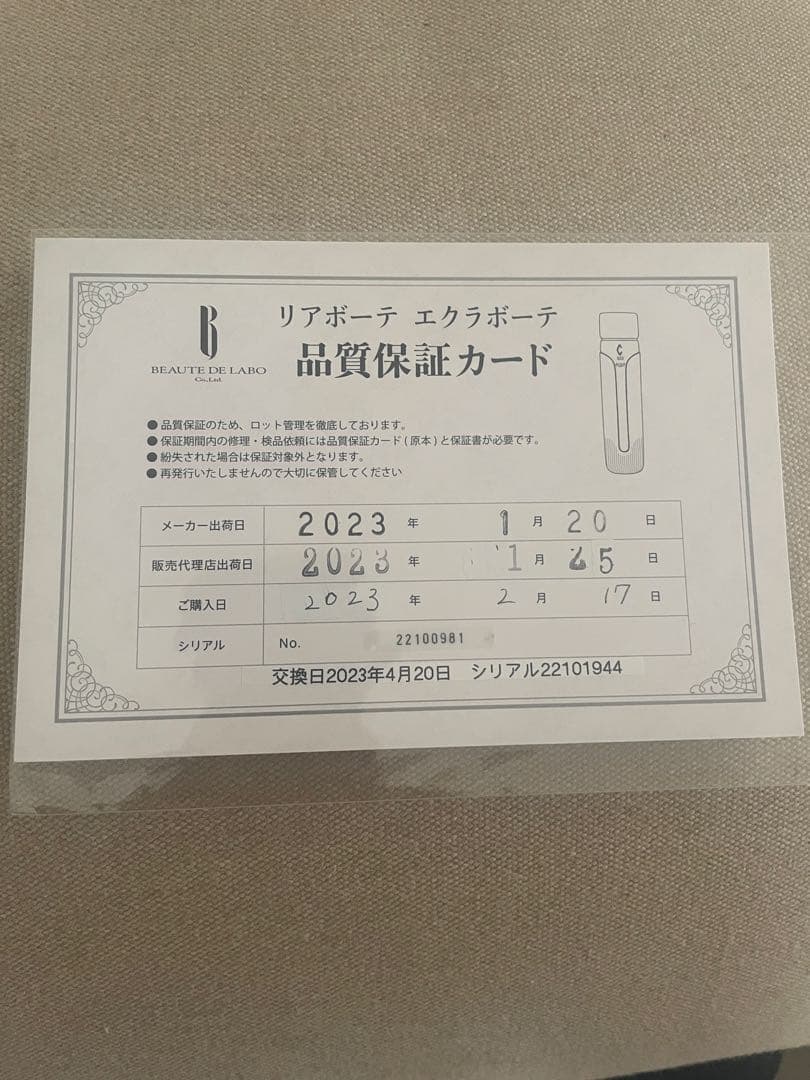 リアボーテ エクラボーテ
品質保証カード
BEAUTE DE LABO
Co.,Ltd.
●品質保証のため、ロット管理を徹底しております。
●保証期間内の修理・検品依頼には品質保証カード(原本)と保証書が必要です。
●紛失された場合は保証対象外となります。
●再発行いたしませんので大切に保管してください
メーカー出荷日 2023 年 1 月 20 日
販売代理店出荷日 2023 年 1 月 25 日
ご購入日 2023 年 2 月 17 日
シリアル No. 22100981
交換日2023年4月20日 シリアル22101944